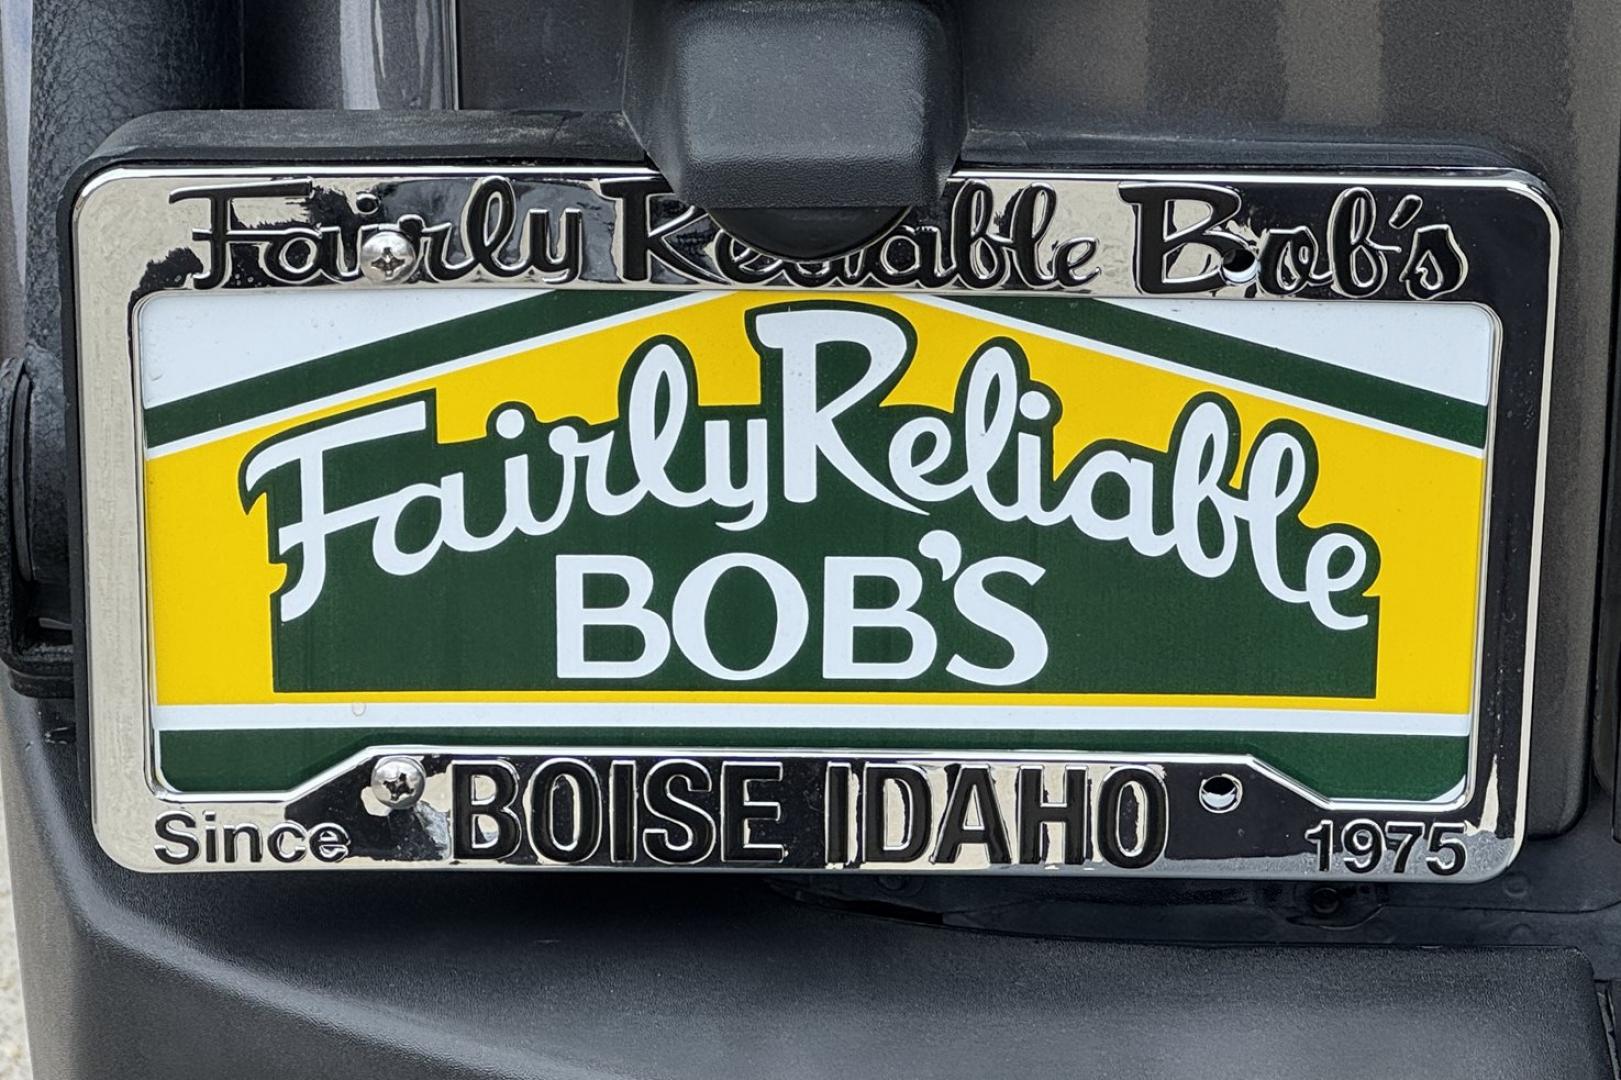 Fairly Reliable Bob's
Fairly Reliable
BOB'S
Since BOISE IDAHO 1975